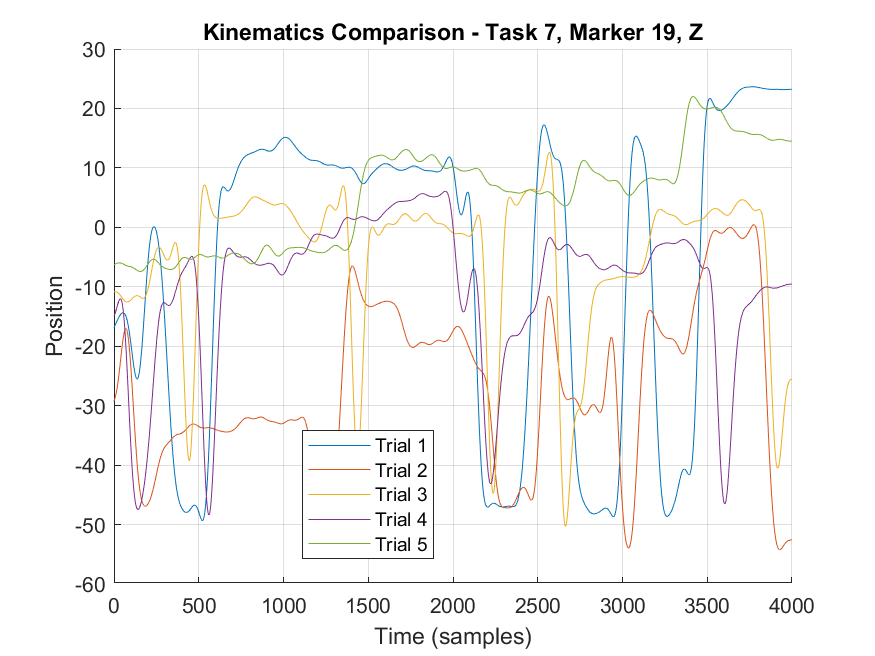 Kinematics Comparison - Task 7, Marker 19, Z
30
20
10
0
-10
-20
-30
-40
-50
-60
Position
Trial 1
Trial 2
Trial 3
Trial 4
Trial 5
0 500 1000 1500 2000 2500 3000 3500 4000
Time (samples)